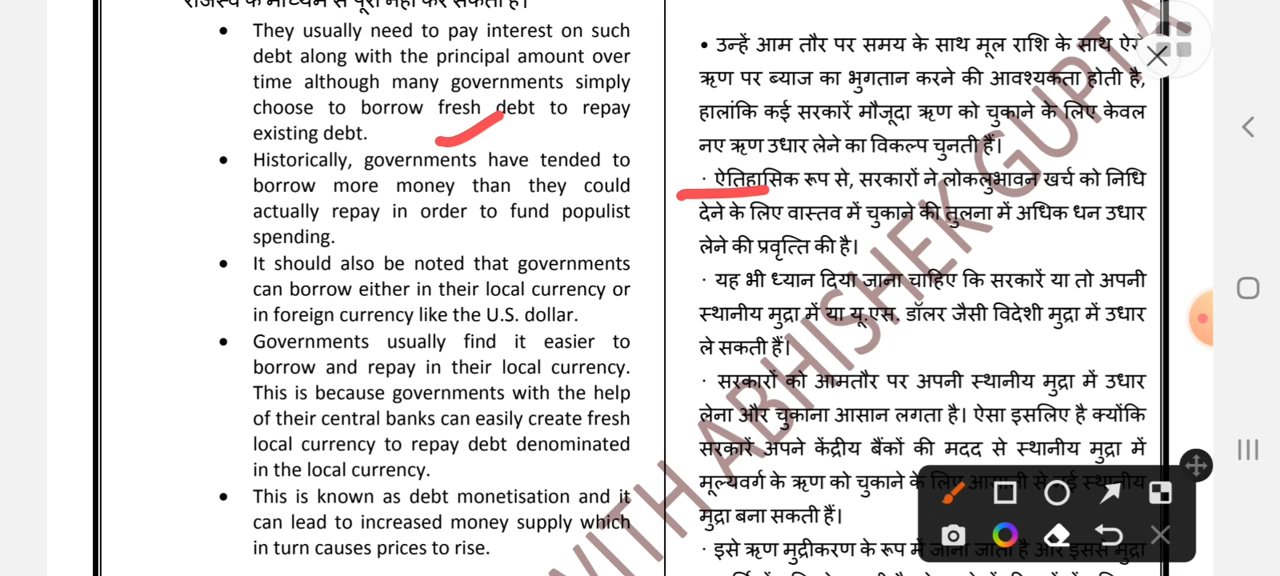 राजस्व के माध्यम से पूरा नहीं कर सकती हैं।
• They usually need to pay interest on such
debt along with the principal amount over
time although many governments simply
choose to borrow fresh debt to repay
existing debt.
• Historically, governments have tended to
borrow more money than they could
actually repay in order to fund populist
spending.
• It should also be noted that governments
can borrow either in their local currency or
in foreign currency like the U.S. dollar.
• Governments usually find it easier to
borrow and repay in their local currency.
This is because governments with the help
of their central banks can easily create fresh
local currency to repay debt denominated
in the local currency.
• This is known as debt monetisation and it
can lead to increased money supply which
in turn causes prices to rise.
• उन्हें आम तौर पर समय के साथ मूल राशि के साथ
ऋण पर ब्याज का भुगतान करने की आवश्यकता होती है,
हालांकि कई सरकारें मौजूदा ऋण को चुकाने के लिए केवल
नए ऋण उधार लेने का विकल्प चुनती हैं।
· ऐतिहासिक रूप से, सरकारों ने लोकलुभावन खर्च को निधि
देने के लिए वास्तव में चुकाने की तुलना में अधिक धन उधार
लेने की प्रवृत्ति की है।
· यह भी ध्यान दिया जाना चाहिए कि सरकारें या तो अपनी
स्थानीय मुद्रा में या यू.एस. डॉलर जैसी विदेशी मुद्रा में उधार
ले सकती हैं।
· सरकारों को आमतौर पर अपनी स्थानीय मुद्रा में उधार
लेना और चुकाना आसान लगता है। ऐसा इसलिए है क्योंकि
सरकारें अपने केंद्रीय बैंकों की मदद से स्थानीय मुद्रा में
मूल्यवर्ग के ऋण को चुकाने के लिए आसानी से नई स्थानीय
मुद्रा बना सकती हैं।
· इसे ऋण मुद्रीकरण के रूप में जाना जाता है और इससे मुद्रा
WITH ABHISHEK GUPTA